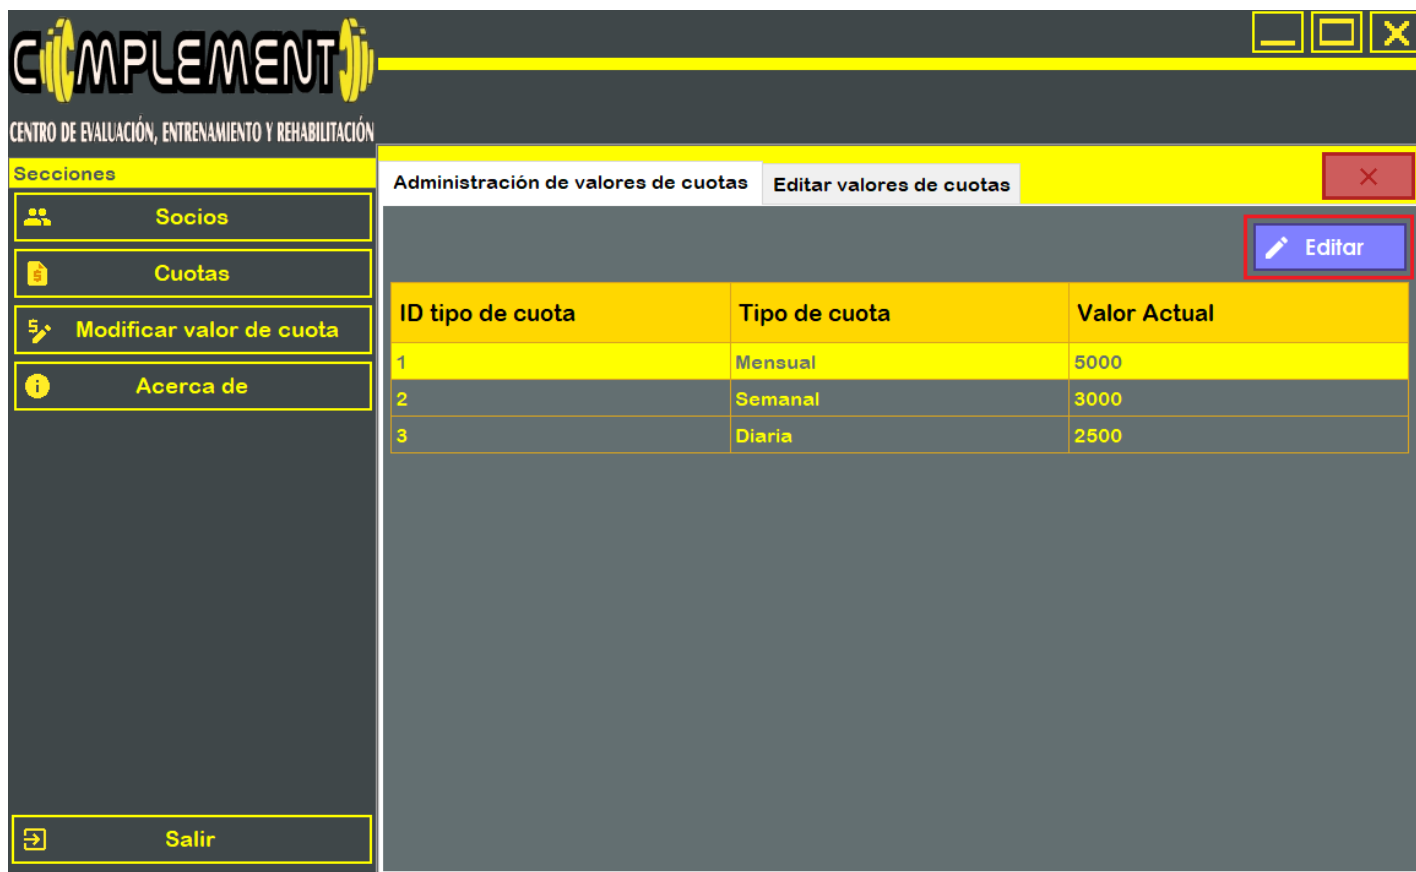 COMPLEMENTO
CENTRO DE EVALUACIÓN, ENTRENAMIENTO Y REHABILITACIÓN
Secciones
Socios
Cuotas
Modificar valor de cuota
Acerca de
Salir
Administración de valores de cuotas Editar valores de cuotas
Editar
ID tipo de cuota Tipo de cuota Valor Actual
1 Mensual 5000
2 Semanal 3000
3 Diaria 2500